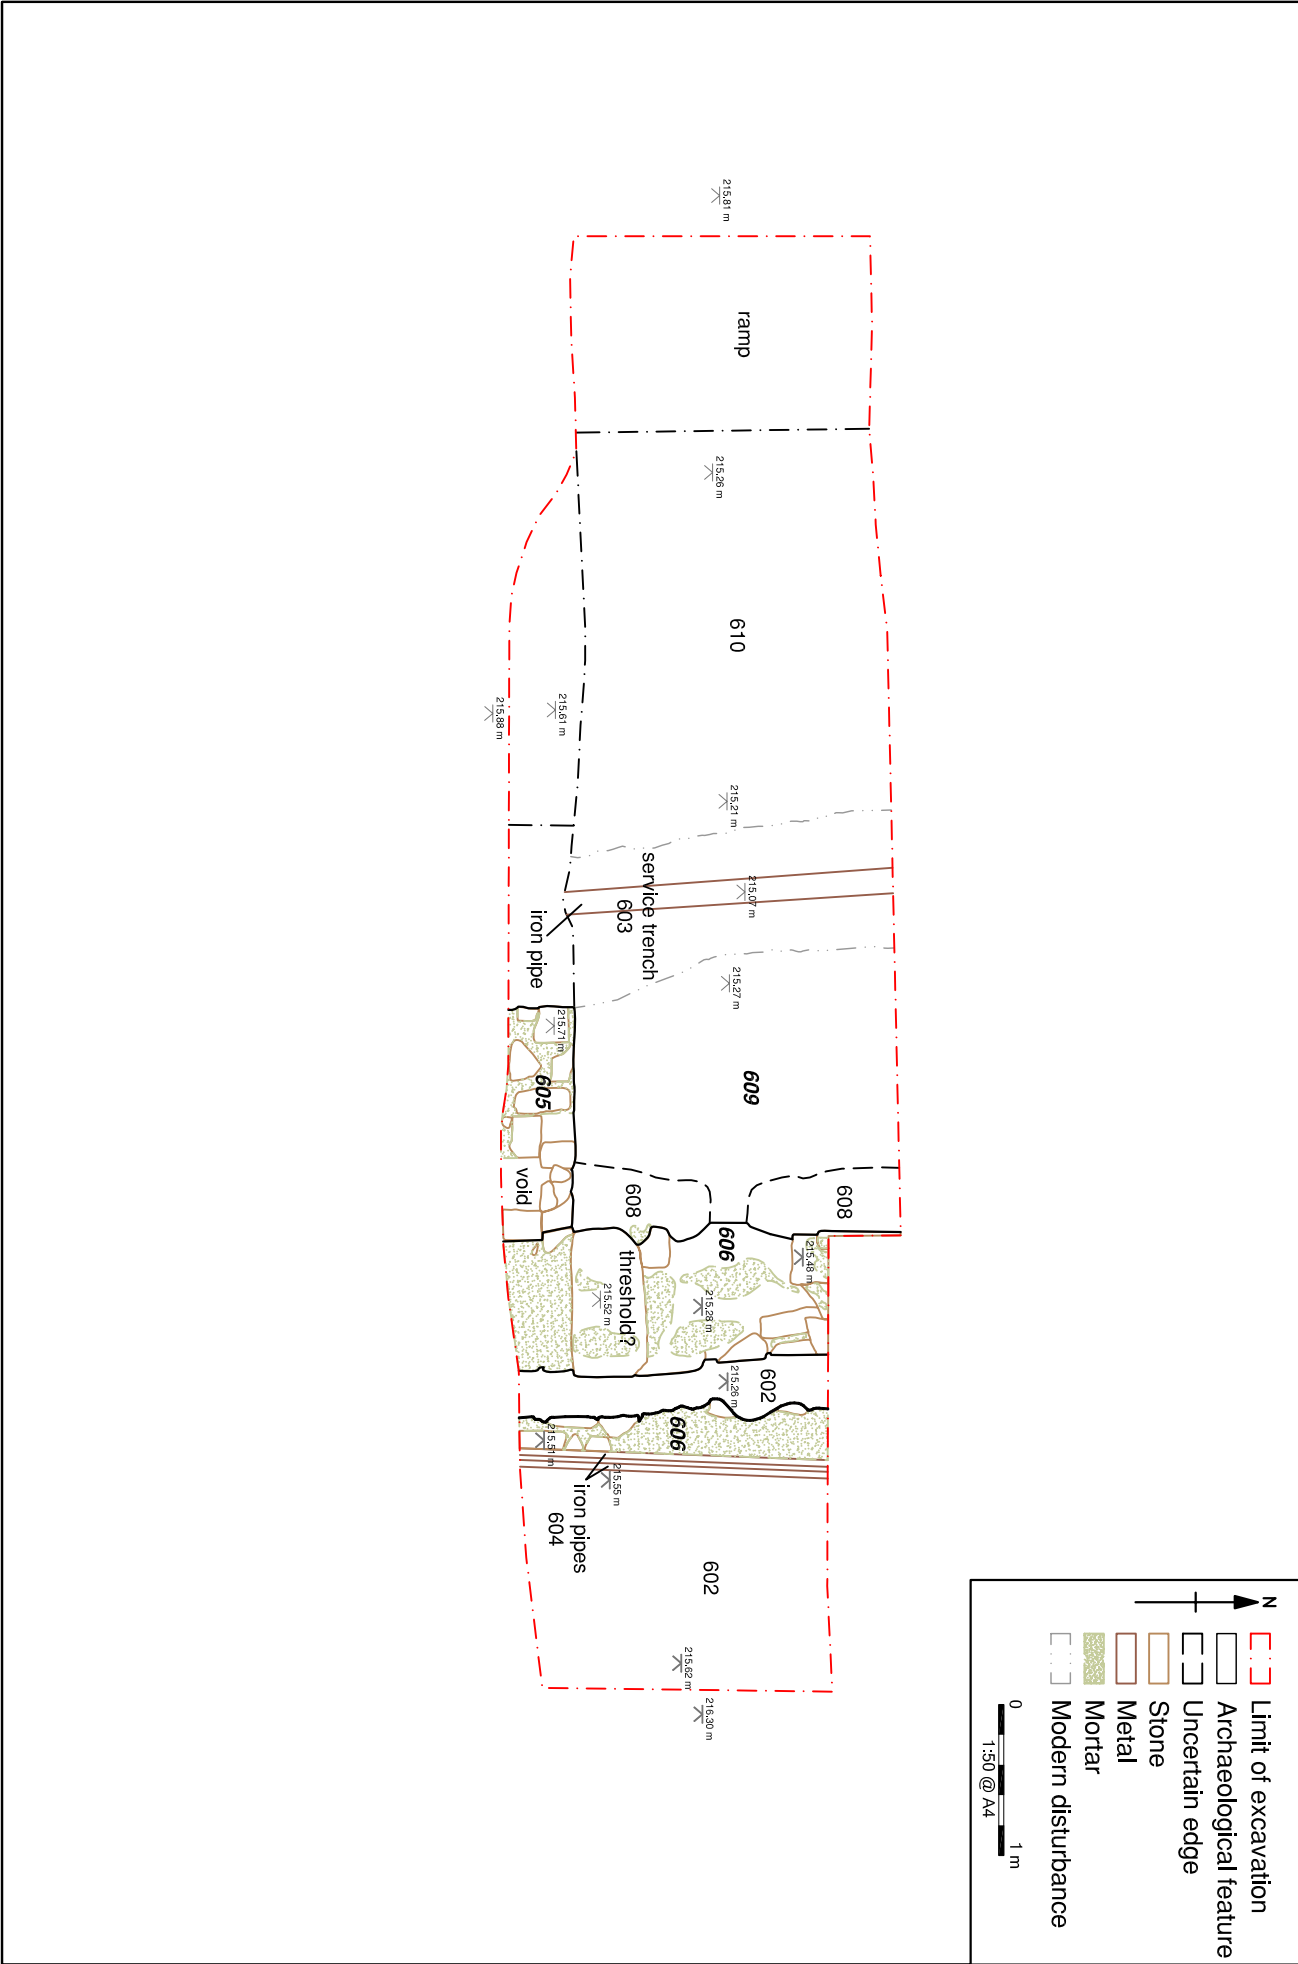 N
Limit of excavation
Archaeological feature
Uncertain edge
Stone
Metal
Mortar
Modern disturbance
0
1 m
1:50 @ A4
215.81 m
ramp
215.26 m
610
215.61 m
215.88 m
215.21 m
service trench
603
215.07 m
iron pipe
215.27 m
215.71 m
605
609
void
608
608
606
215.48 m
threshold?
215.52 m
215.28 m
602
215.26 m
606
215.51 m
215.55 m
iron pipes
604
602
215.62 m
216.30 m